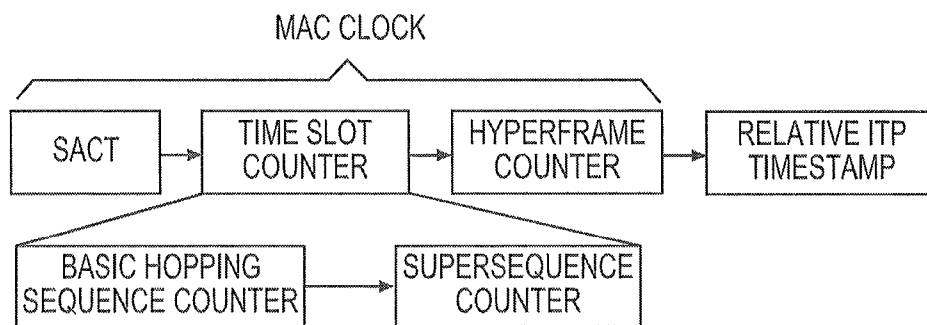 MAC CLOCK
SACT
TIME SLOT
COUNTER
HYPERFRAME
COUNTER
RELATIVE ITP
TIMESTAMP
BASIC HOPPING
SEQUENCE COUNTER
SUPERSEQUENCE
COUNTER